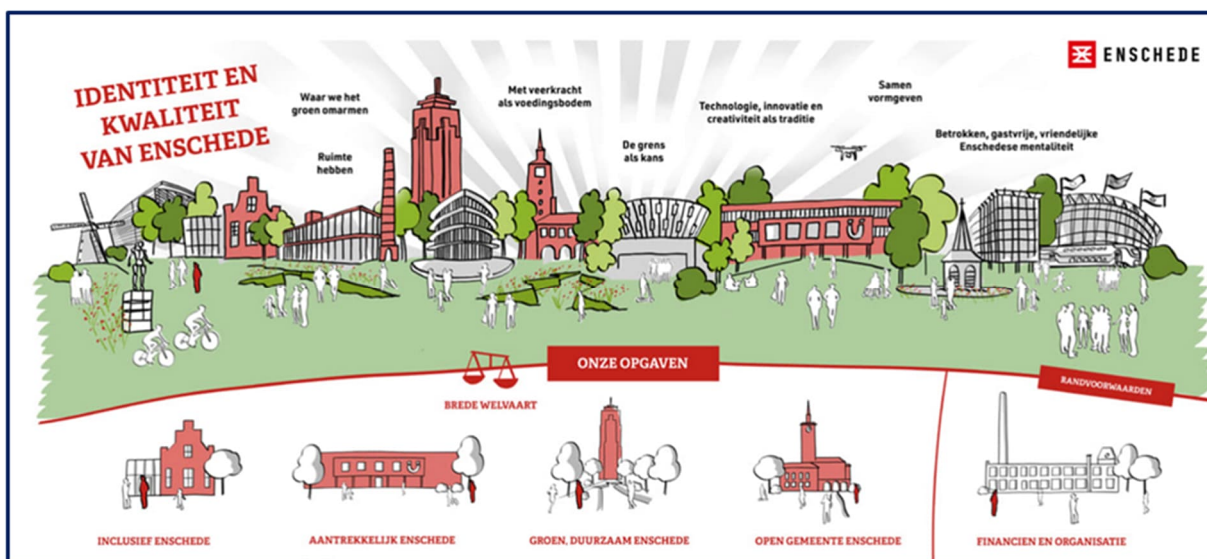 IDENTITEIT EN
KWALITEIT
VAN ENSCHEDE
Waar we het
groen omarmen
Ruimte
hebben
Met veerkracht
als voedingsbodem
De grens
als kans
Technologie, innovatie en
creativiteit als traditie
Samen
vormgeven
Betrokken, gastvrije, vriendelijke
Enschedese mentaliteit
ENSCHEDE
ONZE OPGAVEN
BREDE WELVAART
RANDVOORWAARDEN
INCLUSIEF ENSCHEDE
AANTREKKELIJK ENSCHEDE
GROEN, DUURZAAM ENSCHEDE
OPEN GEMEENTE ENSCHEDE
FINANCIEN EN ORGANISATIE